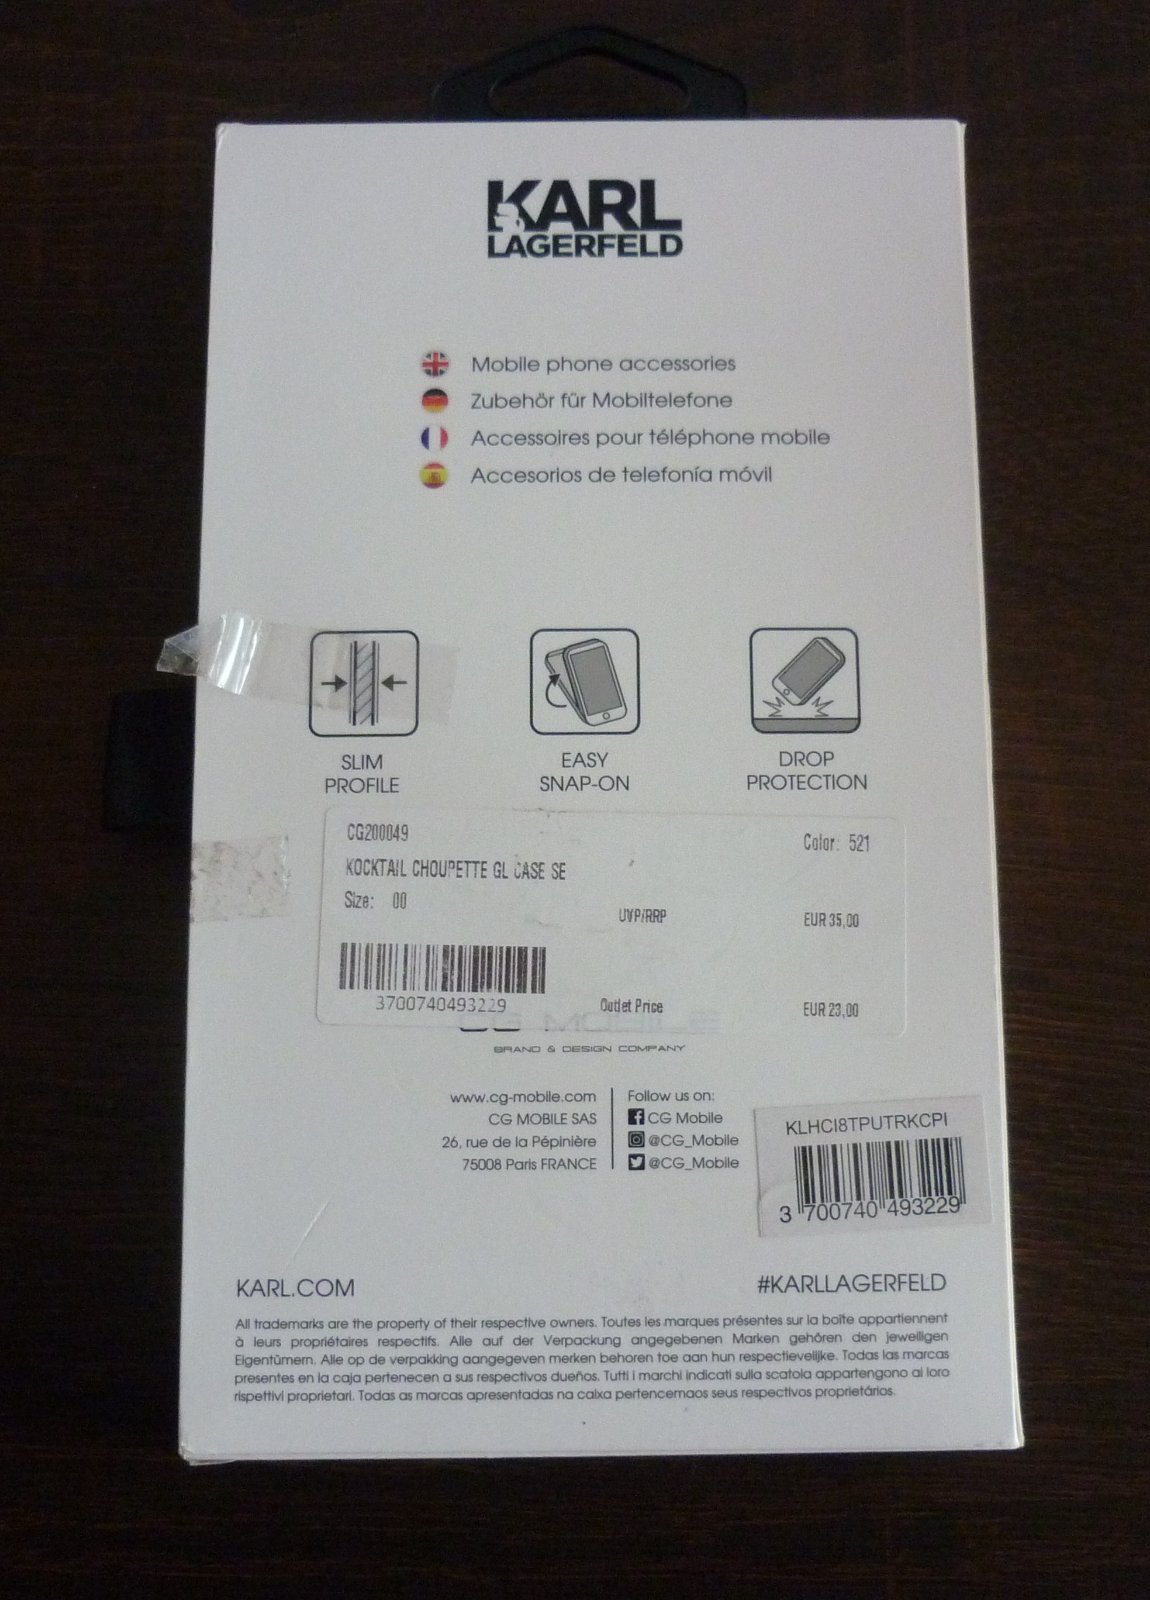 KARL
LAGERFELD
Mobile phone accessories
Zubehör für Mobiltelefone
Accessoires pour téléphone mobile
Accesorios de telefonía móvil
SLIM
PROFILE
EASY
SNAP-ON
DROP
PROTECTION
CG200049
Color: 521
KOCKTAIL CHOUPETTE GL CASE SE
Size: 00
UVP/RRP
EUR 35,00
3700740493229
Outlet Price
EUR 23,00
BRAND & DESIGN COMPANY
www.cg-mobile.com
CG MOBILE SAS
26, rue de la Pépinière
75008 Paris FRANCE
Follow us on:
CG Mobile
@CG_Mobile
@CG_Mobile
KLHCI8TPUTRKCPI
3 700740 493229
KARL.COM
#KARLLAGERFELD
All trademarks are the property of their respective owners. Toutes les marques présentes sur la boîte appartiennent
à leurs propriétaires respectifs. Alle auf der Verpackung angegebenen Marken gehören den jeweiligen
Eigentümern. Alle op de verpakking aangegeven merken behoren toe aan hun respectievelijke. Todas las marcas
presentes en la caja pertenecen a sus respectivos dueños. Tutti i marchi indicati sulla scatola appartengono ai loro
rispettivi proprietari. Todas as marcas apresentadas na caixa pertencemaos seus respectivos proprietários.